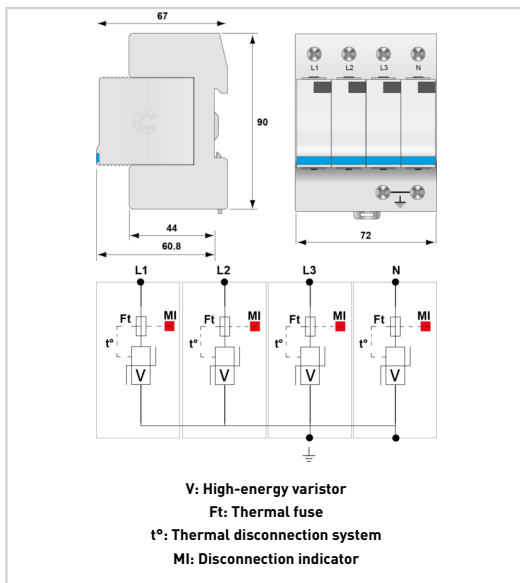 67
L1 L2 L3 N
90
44
60.8
72
L1 L2 L3 N
Ft MI Ft MI Ft MI Ft MI
t° t° t° t°
V V V V
V: High-energy varistor
Ft: Thermal fuse
t°: Thermal disconnection system
MI: Disconnection indicator